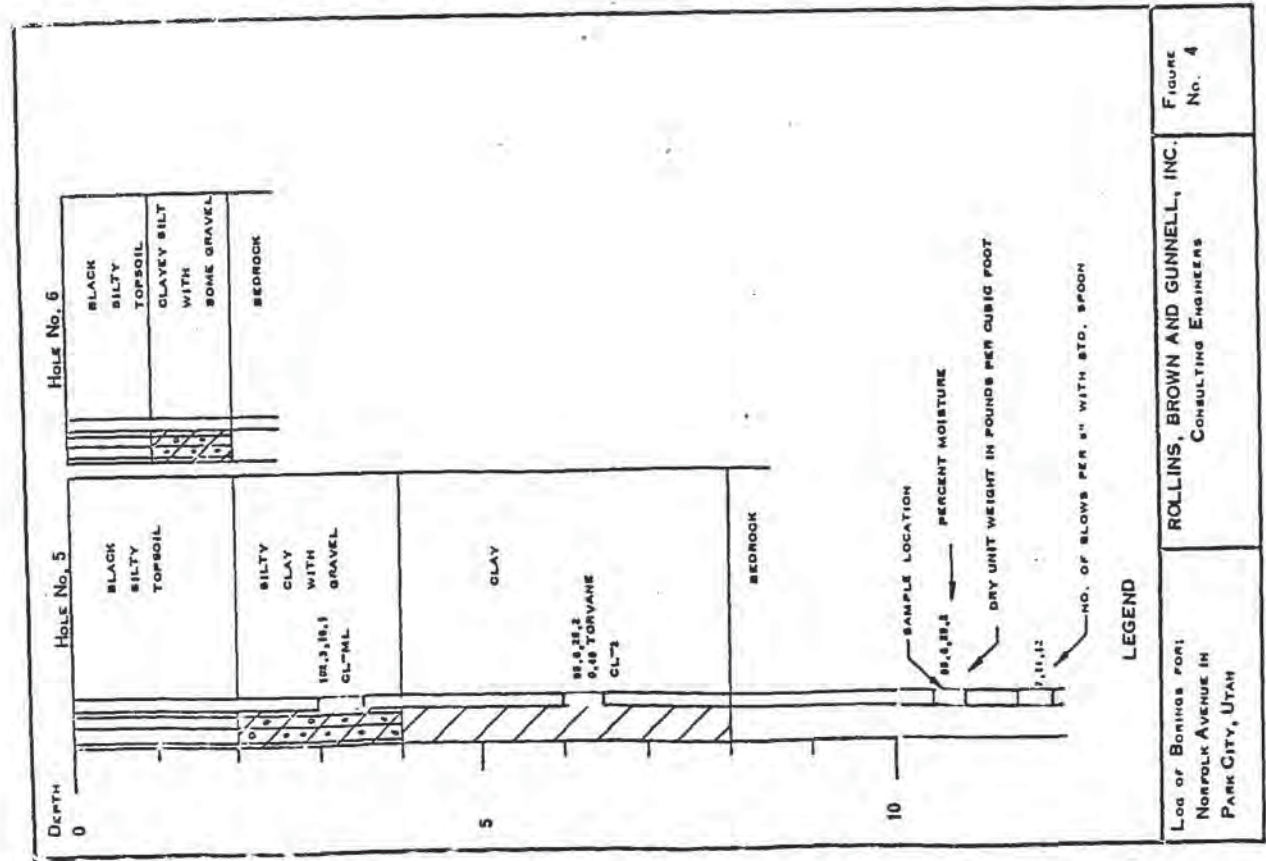 DEPTH
0
5
10
HOLE NO. 5
BLACK
SILTY
TOPSOIL
SILTY
CLAY
WITH
GRAVEL
CL-ML
CLAY
TORVANE
BEDROCK
HOLE NO. 6
BLACK
SILTY
TOPSOIL
CLAYEY SILT
WITH
SOME GRAVEL
BEDROCK
SAMPLE LOCATION
PERCENT MOISTURE
DRY UNIT WEIGHT IN POUNDS PER CUBIC FOOT
7,11,12
NO. OF BLOWS PER 6" WITH STD. SPOON
LEGEND
LOG OF BORINGS FOR:
NORFOLK AVENUE IN
PARK CITY, UTAH
ROLLINS, BROWN AND GUNNELL, INC.
CONSULTING ENGINEERS
FIGURE
NO. 4